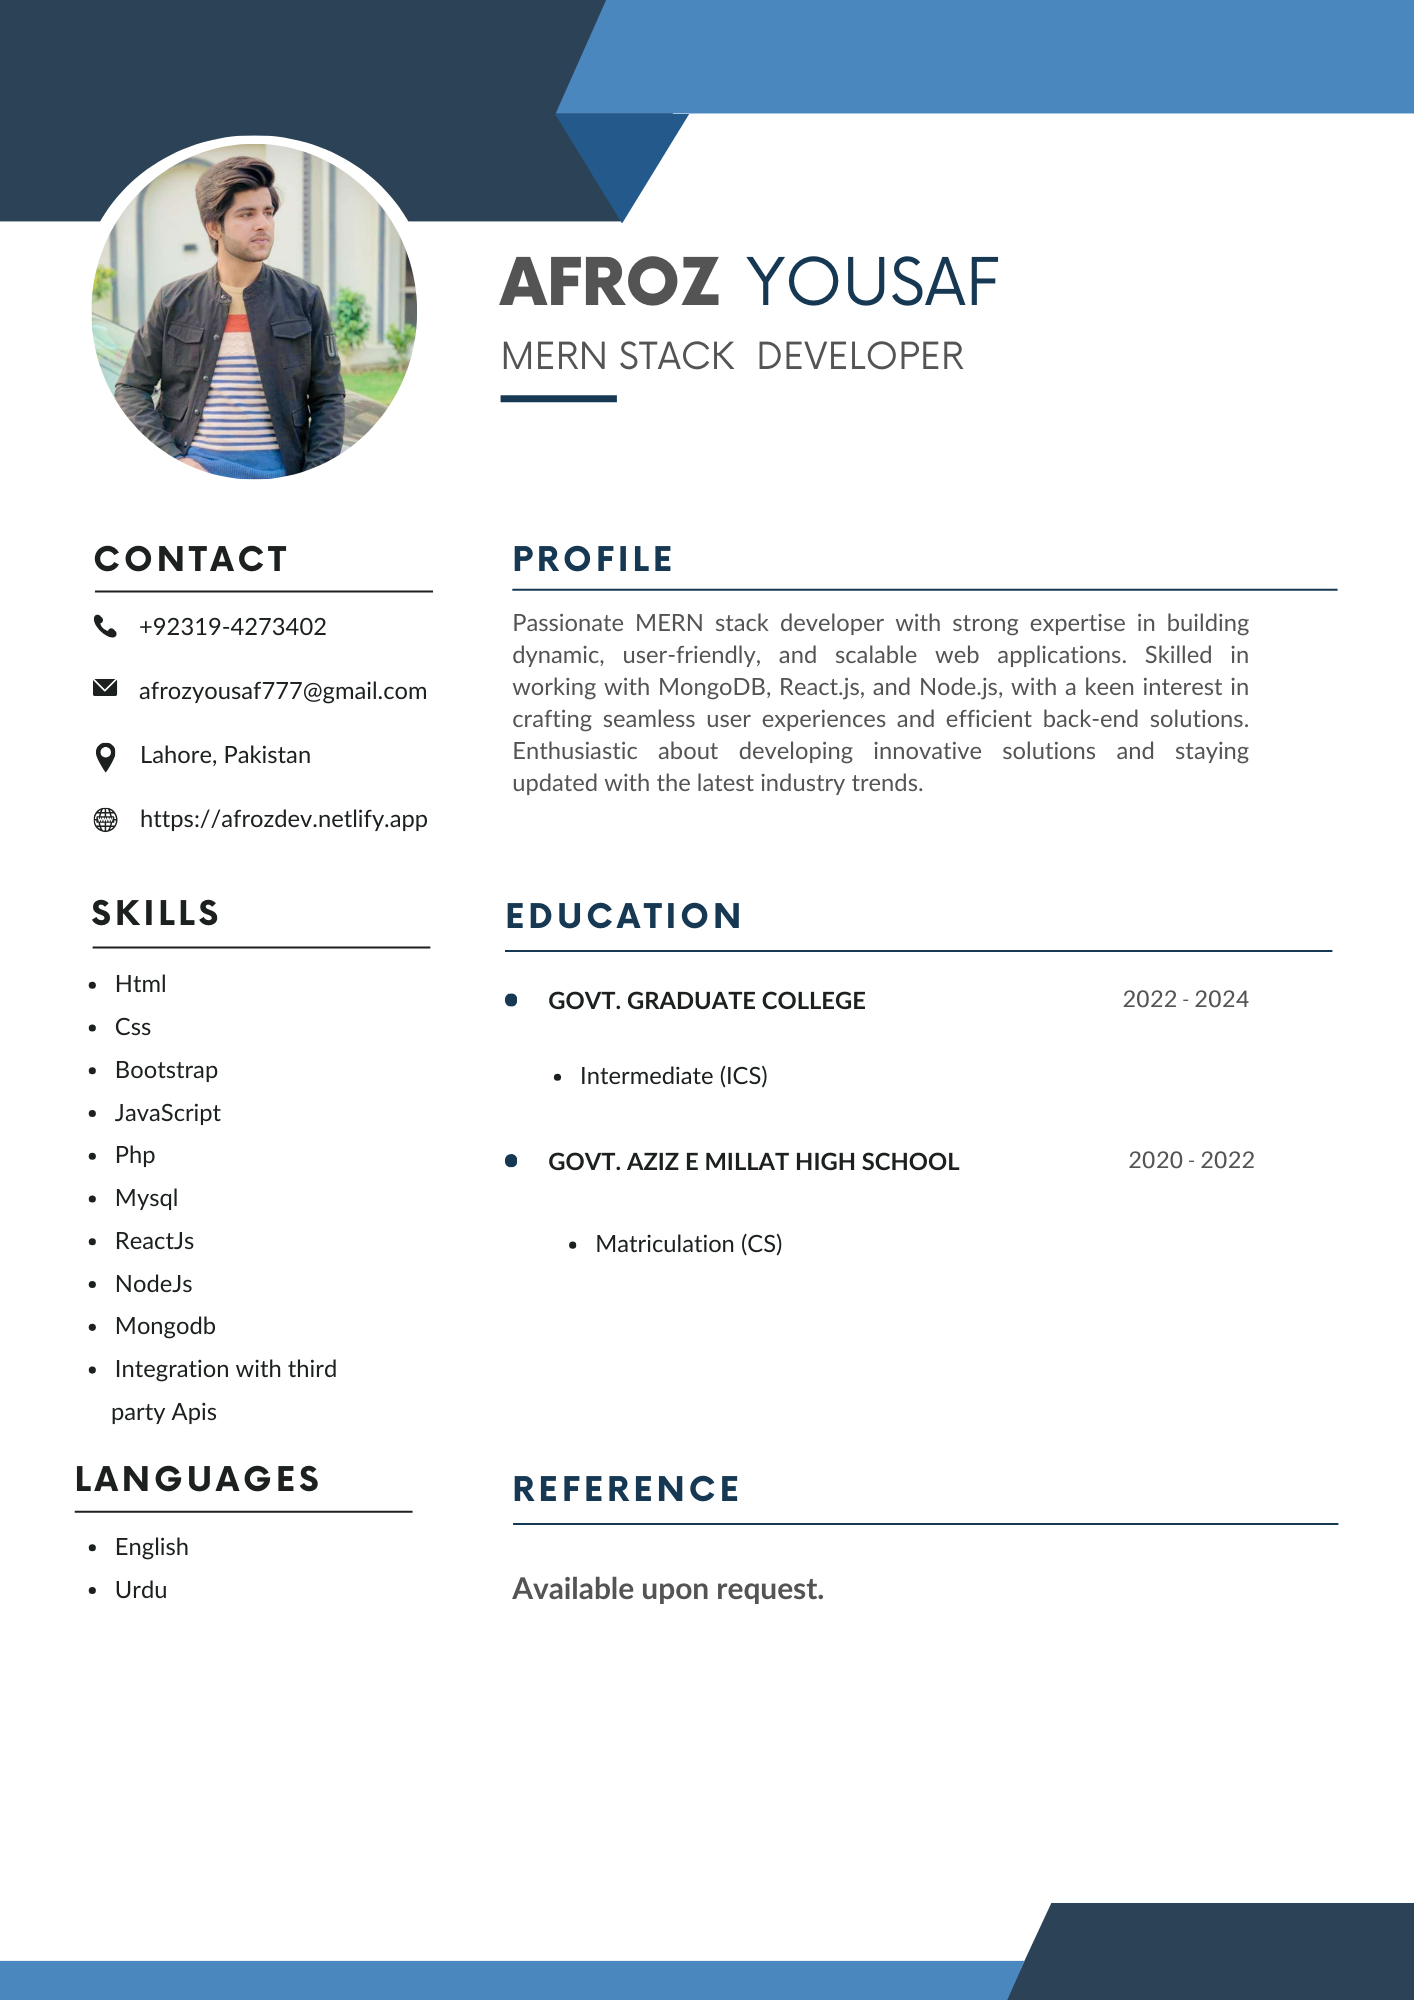 AFROZ YOUSAF
MERN STACK DEVELOPER
CONTACT
+92319-4273402
afrozyousaf777@gmail.com
Lahore, Pakistan
https://afrozdev.netlify.app
SKILLS
• Html
• Css
• Bootstrap
• JavaScript
• Php
• Mysql
• ReactJs
• NodeJs
• Mongodb
• Integration with third
party Apis
LANGUAGES
• English
• Urdu
PROFILE
Passionate MERN stack developer with strong expertise in building
dynamic, user-friendly, and scalable web applications. Skilled in
working with MongoDB, React.js, and Node.js, with a keen interest in
crafting seamless user experiences and efficient back-end solutions.
Enthusiastic about developing innovative solutions and staying
updated with the latest industry trends.
EDUCATION
• GOVT. GRADUATE COLLEGE 2022 - 2024
• Intermediate (ICS)
• GOVT. AZIZ E MILLAT HIGH SCHOOL 2020 - 2022
• Matriculation (CS)
REFERENCE
Available upon request.